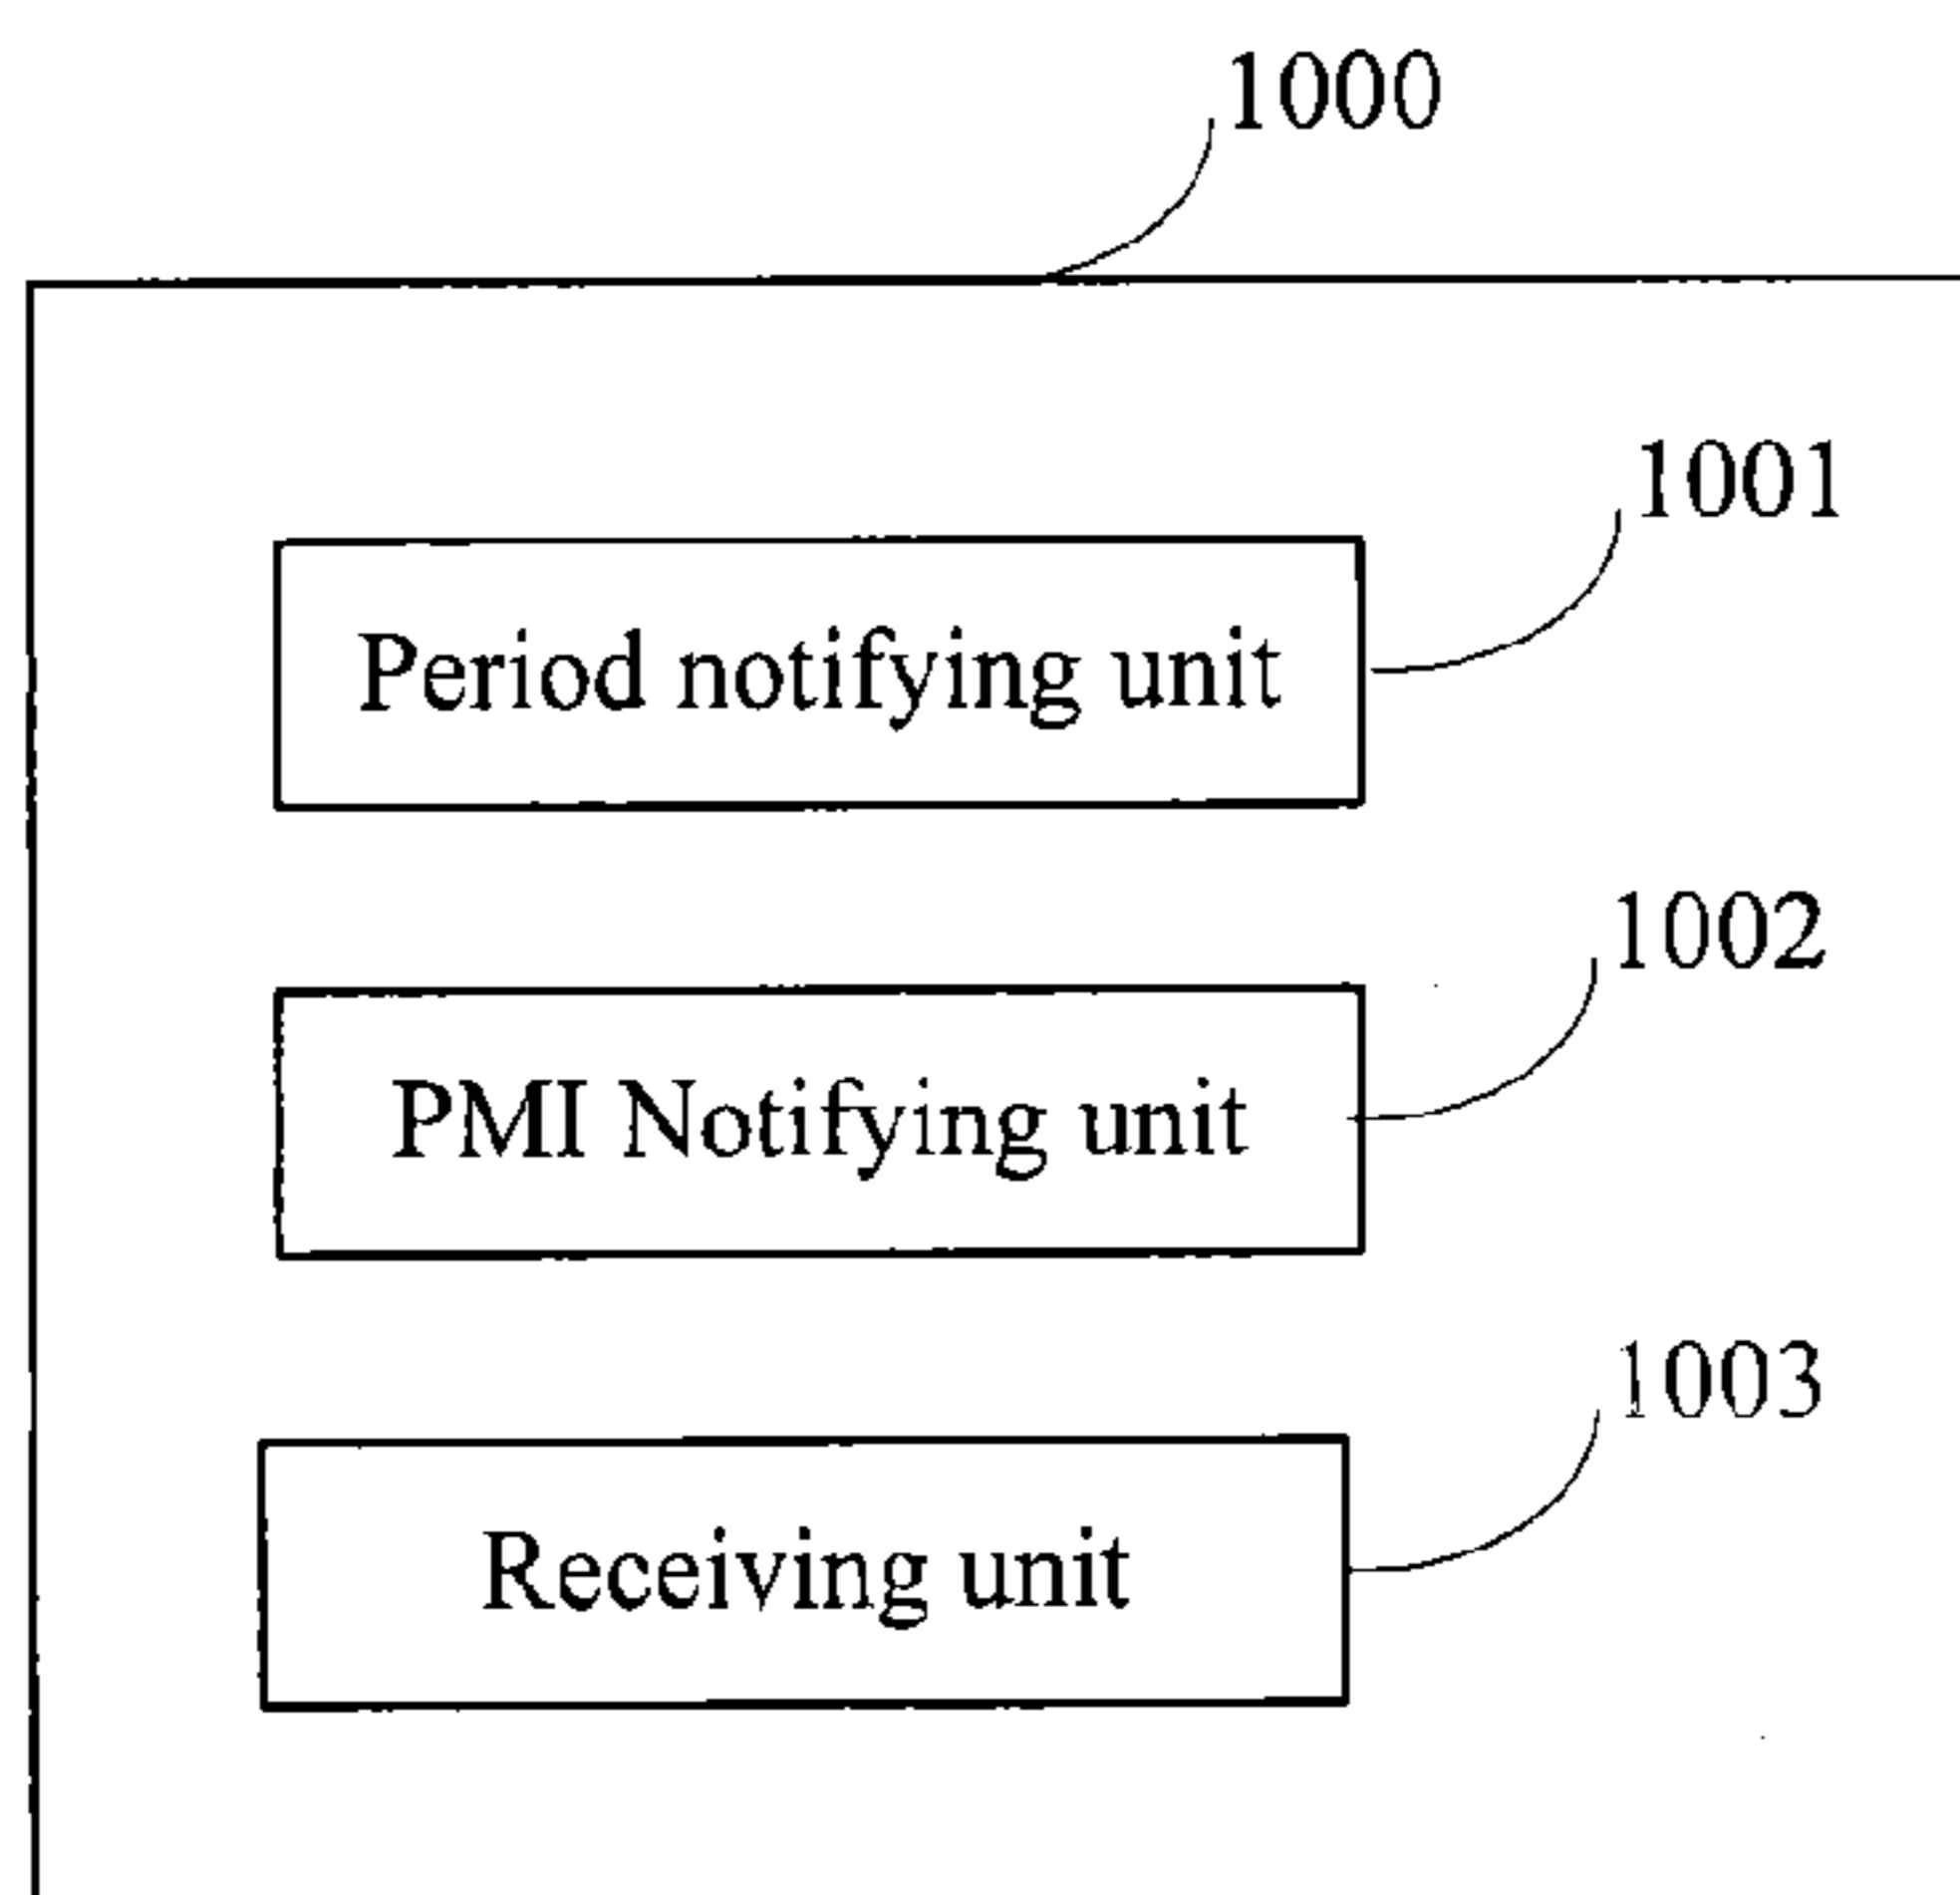 1000
1001
Period notifying unit
1002
PMI Notifying unit
1003
Receiving unit